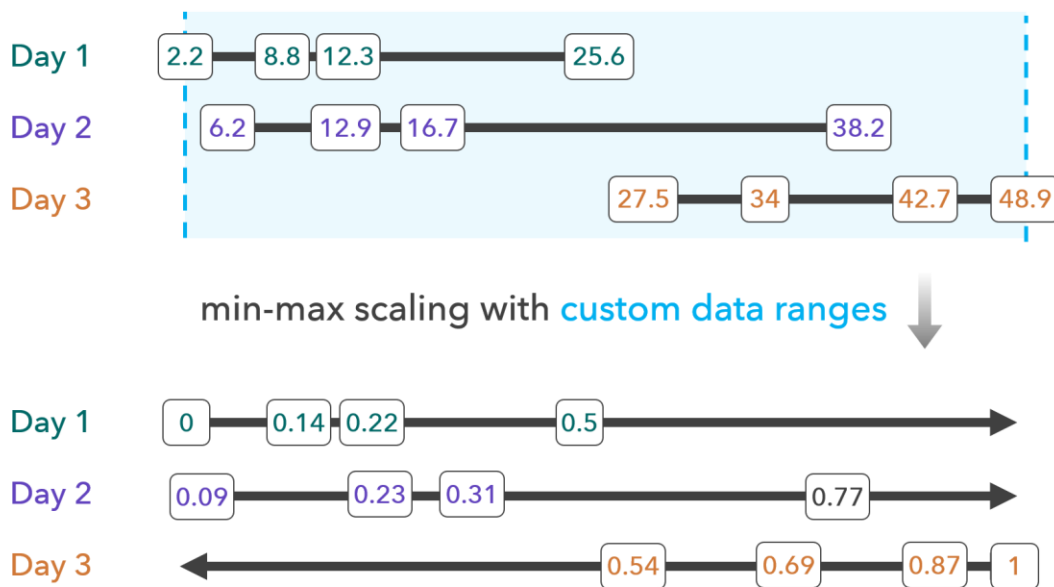 Day 1 2.2 8.8 12.3 25.6
Day 2 6.2 12.9 16.7 38.2
Day 3 27.5 34 42.7 48.9
min-max scaling with custom data ranges
Day 1 0 0.14 0.22 0.5
Day 2 0.09 0.23 0.31 0.77
Day 3 0.54 0.69 0.87 1